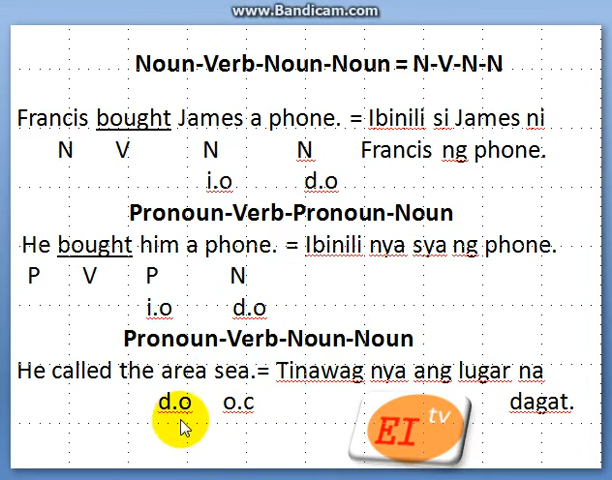 www.Bandicam.com
Noun-Verb-Noun-Noun = N-V-N-N
Francis bought James a phone. = Ibinili si James ni
N V N N Francis ng phone.
i.o d.o
Pronoun-Verb-Pronoun-Noun
He bought him a phone. = Ibinili nya sya ng phone.
P V P N
i.o d.o
Pronoun-Verb-Noun-Noun
He called the area sea.= Tinawag nya ang lugar na
d.o o.c dagat.
EI tv